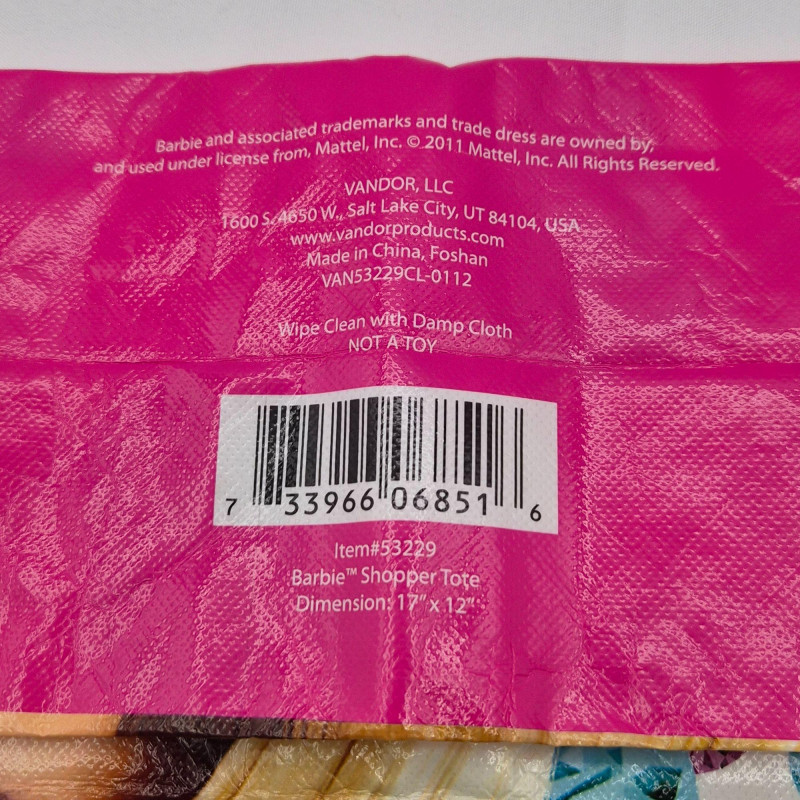 Barbie and associated trademarks and trade dress are owned by,
and used under license from, Mattel, Inc. © 2011 Mattel, Inc. All Rights Reserved.
VANDOR, LLC
1600 S. 4650 W., Salt Lake City, UT 84104, USA
www.vandorproducts.com
Made in China, Foshan
VAN53229CL-0112
Wipe Clean with Damp Cloth
NOT A TOY
7 33966 06851 6
Item#53229
Barbie™ Shopper Tote
Dimension: 17" x 12"